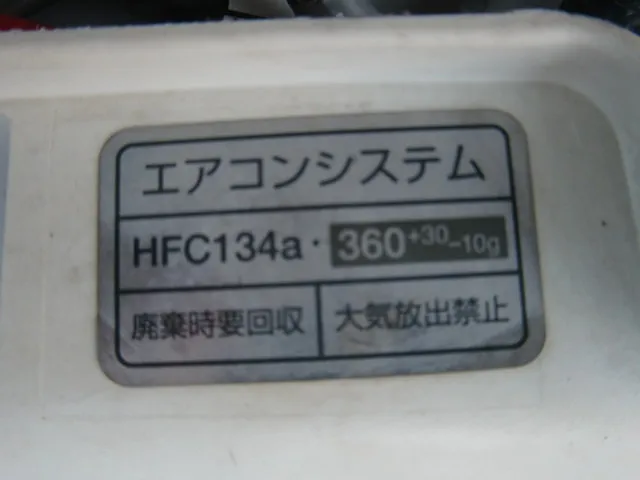 エアコンシステム
HFC134a・360+30-10g
廃棄時要回収 大気放出禁止